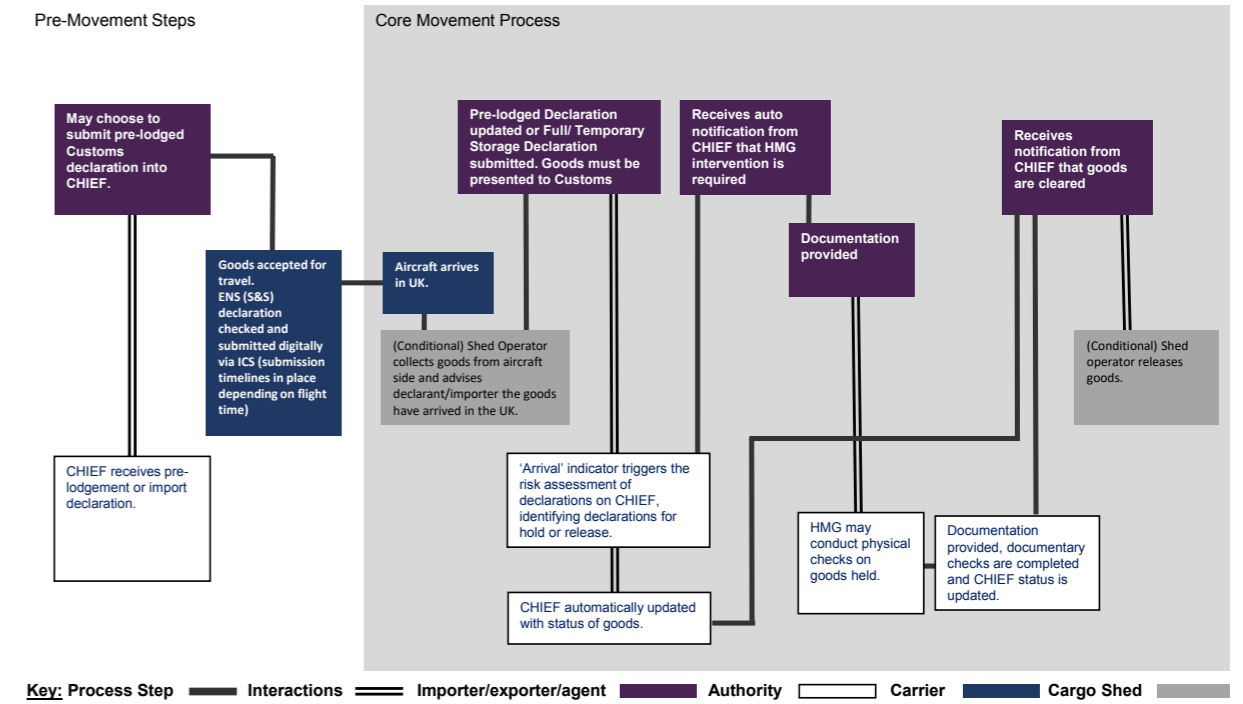 Pre-Movement Steps
Core Movement Process
May choose to
submit pre-lodged
Customs
declaration into
CHIEF.
Goods accepted for
travel.
ENS (S&S)
declaration
checked and
submitted digitally
via ICS (submission
timelines in place
depending on flight
time)
CHIEF receives pre-
lodgement or import
declaration.
Aircraft arrives
in UK.
(Conditional) Shed Operator
collects goods from aircraft
side and advises
declarant/importer the goods
have arrived in the UK.
Pre-lodged Declaration
updated or Full/ Temporary
Storage Declaration
submitted. Goods must be
presented to Customs
‘Arrival’ indicator triggers the
risk assessment of
declarations on CHIEF,
identifying declarations for
hold or release.
CHIEF automatically updated
with status of goods.
Receives auto
notification from
CHIEF that HMG
intervention is
required
Documentation
provided
HMG may
conduct physical
checks on
goods held.
Documentation
provided, documentary
checks are completed
and CHIEF status is
updated.
Receives
notification from
CHIEF that goods
are cleared
(Conditional) Shed
operator releases
goods.
Key: Process Step Interactions Importer/exporter/agent Authority Carrier Cargo Shed